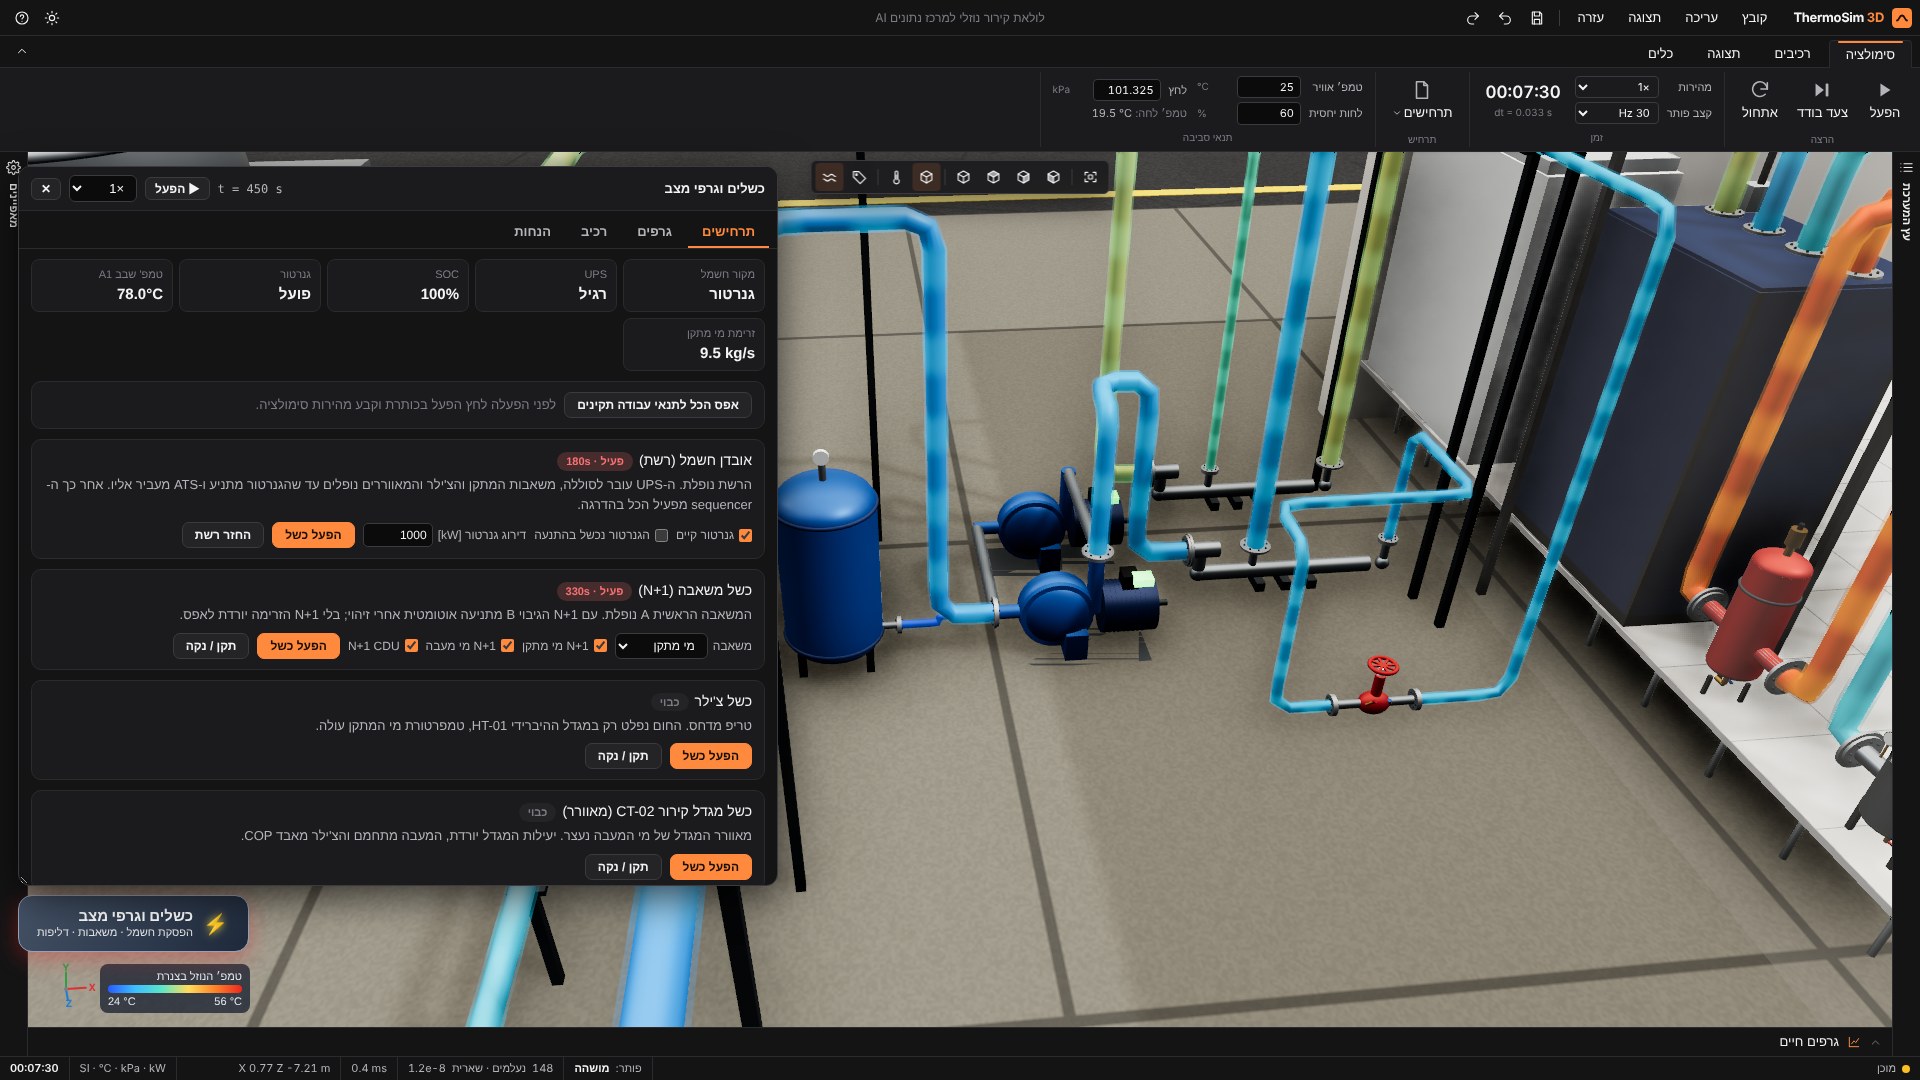 ThermoSim 3D
קובץ
עריכה
תצוגה
עזרה
לולאת קירור נוזלי למרכז נתונים AI
סימולציה
רכיבים
תצוגה
כלים
הפעל
צעד בודד
אתחול
הרצה
מהירות
1×
קצב פותר
30 Hz
00:07:30
dt = 0.033 s
זמן
תרחישים
תרחיש
טמפ׳ אוויר
25
°C
לחץ
101.325
kPa
לחות יחסית
60
%
טמפ׳ לחה: 19.5 °C
תנאי סביבה
עץ המערכת
מאפיינים
כשלים וגרפי מצב
t = 450 s
הפעל
1×
תרחישים
גרפים
רכיב
הנחות
מקור חשמל
גנרטור
UPS
רגיל
SOC
100%
גנרטור
פועל
טמפ' שבב A1
78.0°C
זרימת מי מתקן
9.5 kg/s
אפס הכל לתנאי עבודה תקינים
לפני הפעלה לחץ הפעל בכותרת וקבע מהירות סימולציה.
אובדן חשמל (רשת)
פעיל · 180s
הרשת נופלת. ה-UPS עובר לסוללה, משאבות המתקן והצ'ילר והמאווררים נופלים עד שהגנרטור מתניע ו-ATS מעביר אליו. אחר כך ה-
sequencer מפעיל הכל בהדרגה.
גנרטור קיים
הגנרטור נכשל בהתנעה
דירוג גנרטור [kW]
1000
הפעל כשל
החזר רשת
כשל משאבה (N+1)
פעיל · 330s
המשאבה הראשית A נופלת. עם N+1 הגיבוי B מתניעה אוטומטית אחרי זיהוי; בלי N+1 הזרימה יורדת לאפס.
משאבה
מי מתקן
N+1 מי מתקן
N+1 מי מעבה
N+1 CDU
הפעל כשל
תקן / נקה
כשל צ'ילר
כבוי
טריפ מדחס. החום נפלט רק במגדל ההיברידי HT-01, טמפרטורת מי המתקן עולה.
הפעל כשל
תקן / נקה
כשל מגדל קירור CT-02 (מאוורר)
כבוי
מאוורר המגדל של מי המעבה נעצר. יעילות המגדל יורדת, המעבה מתחמם והצ'ילר מאבד COP.
הפעל כשל
תקן / נקה
כשלים וגרפי מצב
הפסקת חשמל · משאבות · דליפות
Y
X
Z
טמפ׳ הנוזל בצנרת
24 °C
56 °C
גרפים חיים
מוכן
פותר: מושהה
148 נעלמים · שארית 1.2e-8
0.4 ms
X 0.77 Z -7.21 m
SI · °C · kPa · kW
00:07:30